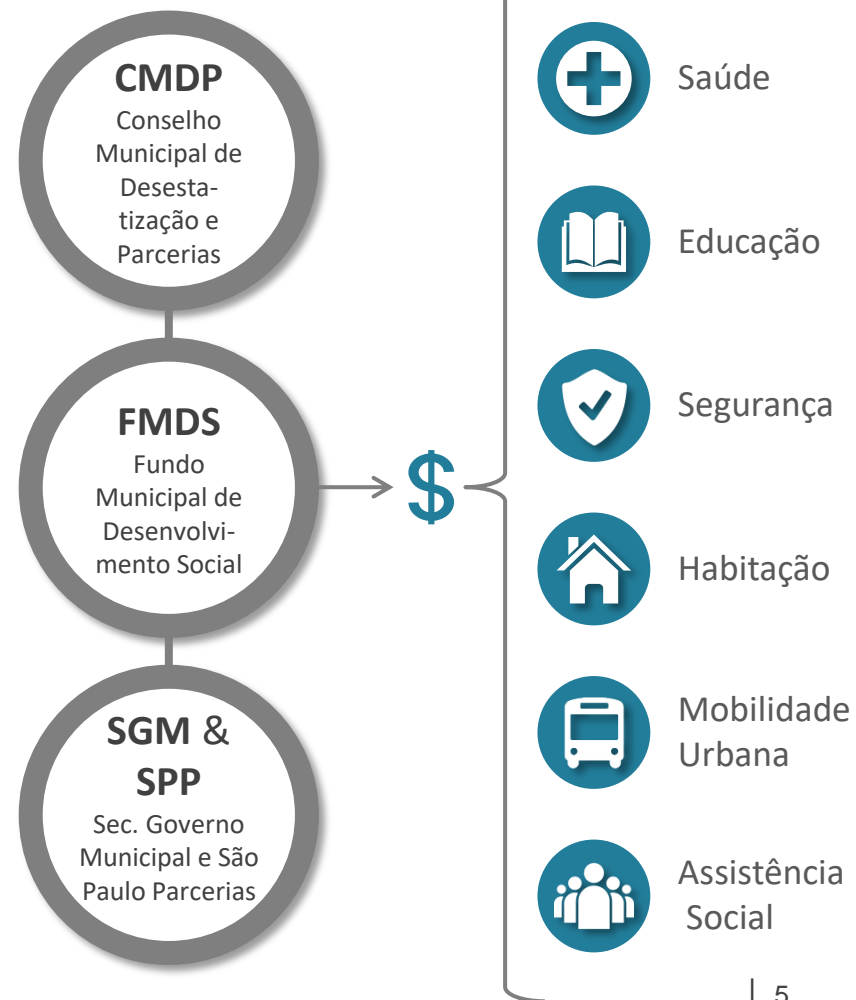 CMDP
Conselho
Municipal de
Desesta-
tização e
Parcerias
FMDS
Fundo
Municipal de
Desenvolvi-
mento Social
SGM &
SPP
Sec. Governo
Municipal e São
Paulo Parcerias
$
Saúde
Educação
Segurança
Habitação
Mobilidade
Urbana
Assistência
Social
| 5